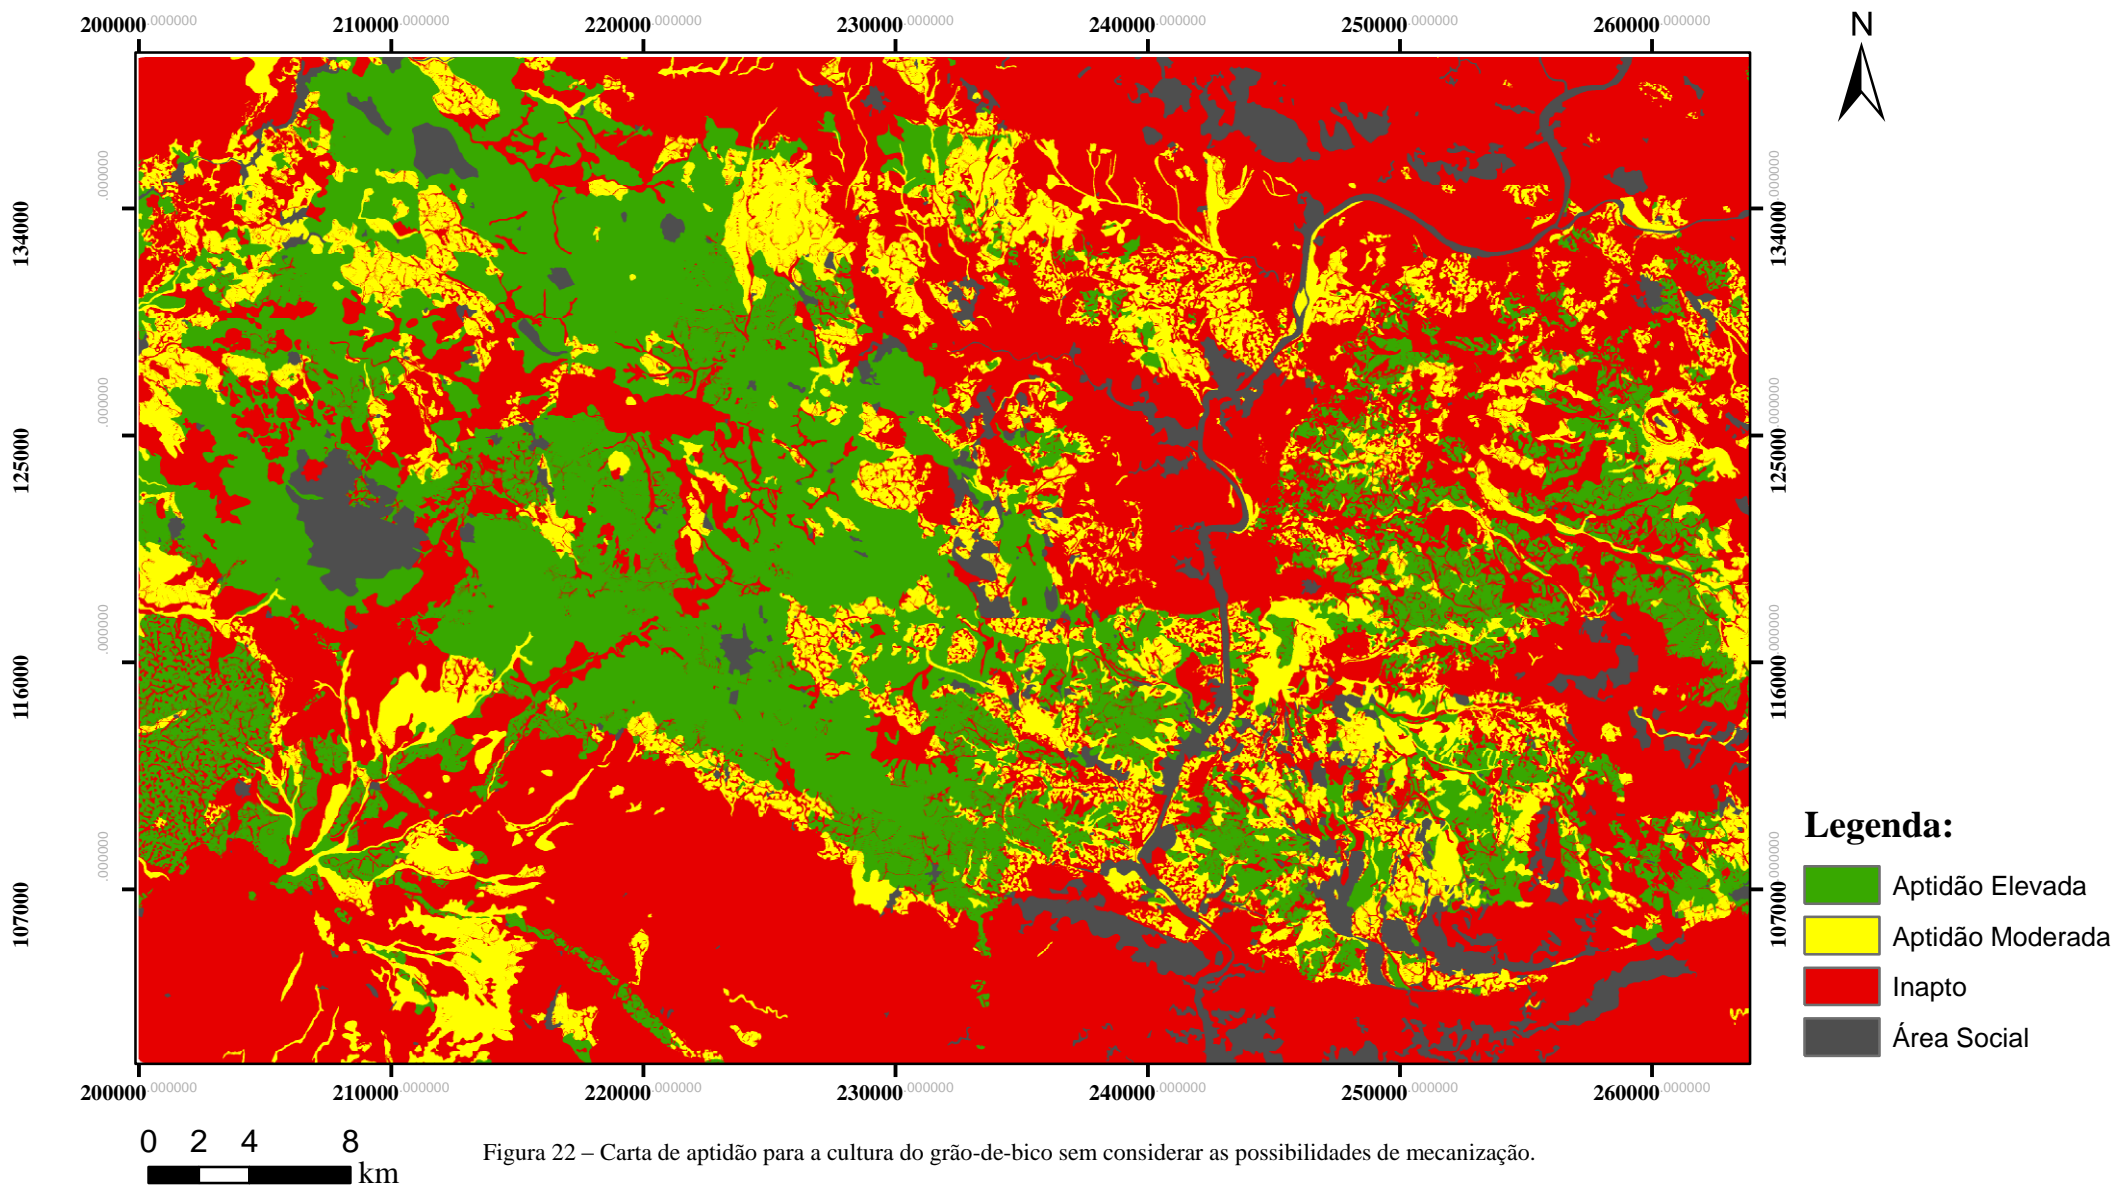 200000.000000 210000.000000 220000.000000 230000.000000 240000.000000 250000.000000 260000.000000
N
134000.000000
125000.000000
116000.000000
107000.000000
134000.000000
125000.000000
116000.000000
107000.000000
Legenda:
Aptidão Elevada
Aptidão Moderada
Inapto
Área Social
200000.000000 210000.000000 220000.000000 230000.000000 240000.000000 250000.000000 260000.000000
0 2 4 8
km
Figura 22 – Carta de aptidão para a cultura do grão-de-bico sem considerar as possibilidades de mecanização.